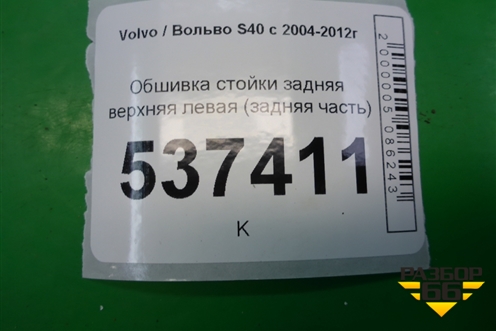 Volvo / Вольво S40 с 2004-2012г
Обшивка стойки задняя
верхняя левая (задняя часть)
537411
К
2000005086243
РАЗБОР
66